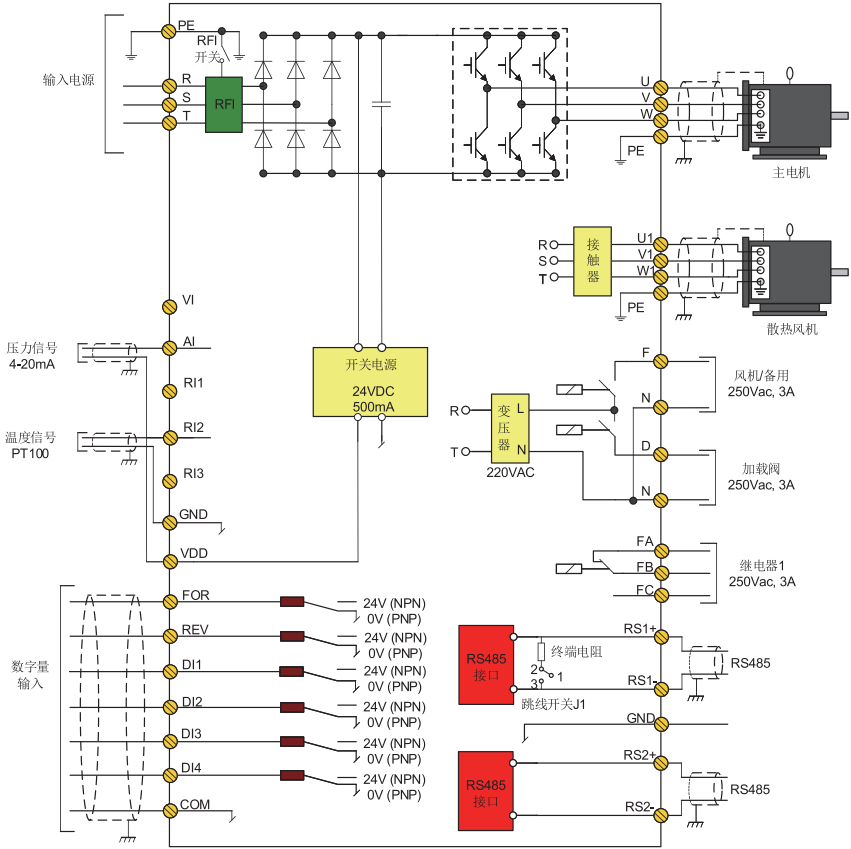 PE
RFI
开关
输入电源
R
S
T
RFI
U
V
W
PE
主电机
R
S
T
接触器
U1
V1
W1
PE
散热风机
VI
压力信号
4-20mA
AI
RI1
温度信号
PT100
RI2
RI3
GND
VDD
开关电源
24VDC
500mA
R
T
变压器
L
N
220VAC
F
N
风机/备用
250Vac, 3A
D
N
加载阀
250Vac, 3A
FA
FB
FC
继电器1
250Vac, 3A
数字量
输入
FOR
24V (NPN)
0V (PNP)
REV
24V (NPN)
0V (PNP)
DI1
24V (NPN)
0V (PNP)
DI2
24V (NPN)
0V (PNP)
DI3
24V (NPN)
0V (PNP)
DI4
24V (NPN)
0V (PNP)
COM
RS485
接口
终端电阻
2
1
3
跳线开关J1
RS1+
RS1-
RS485
GND
RS485
接口
RS2+
RS2-
RS485